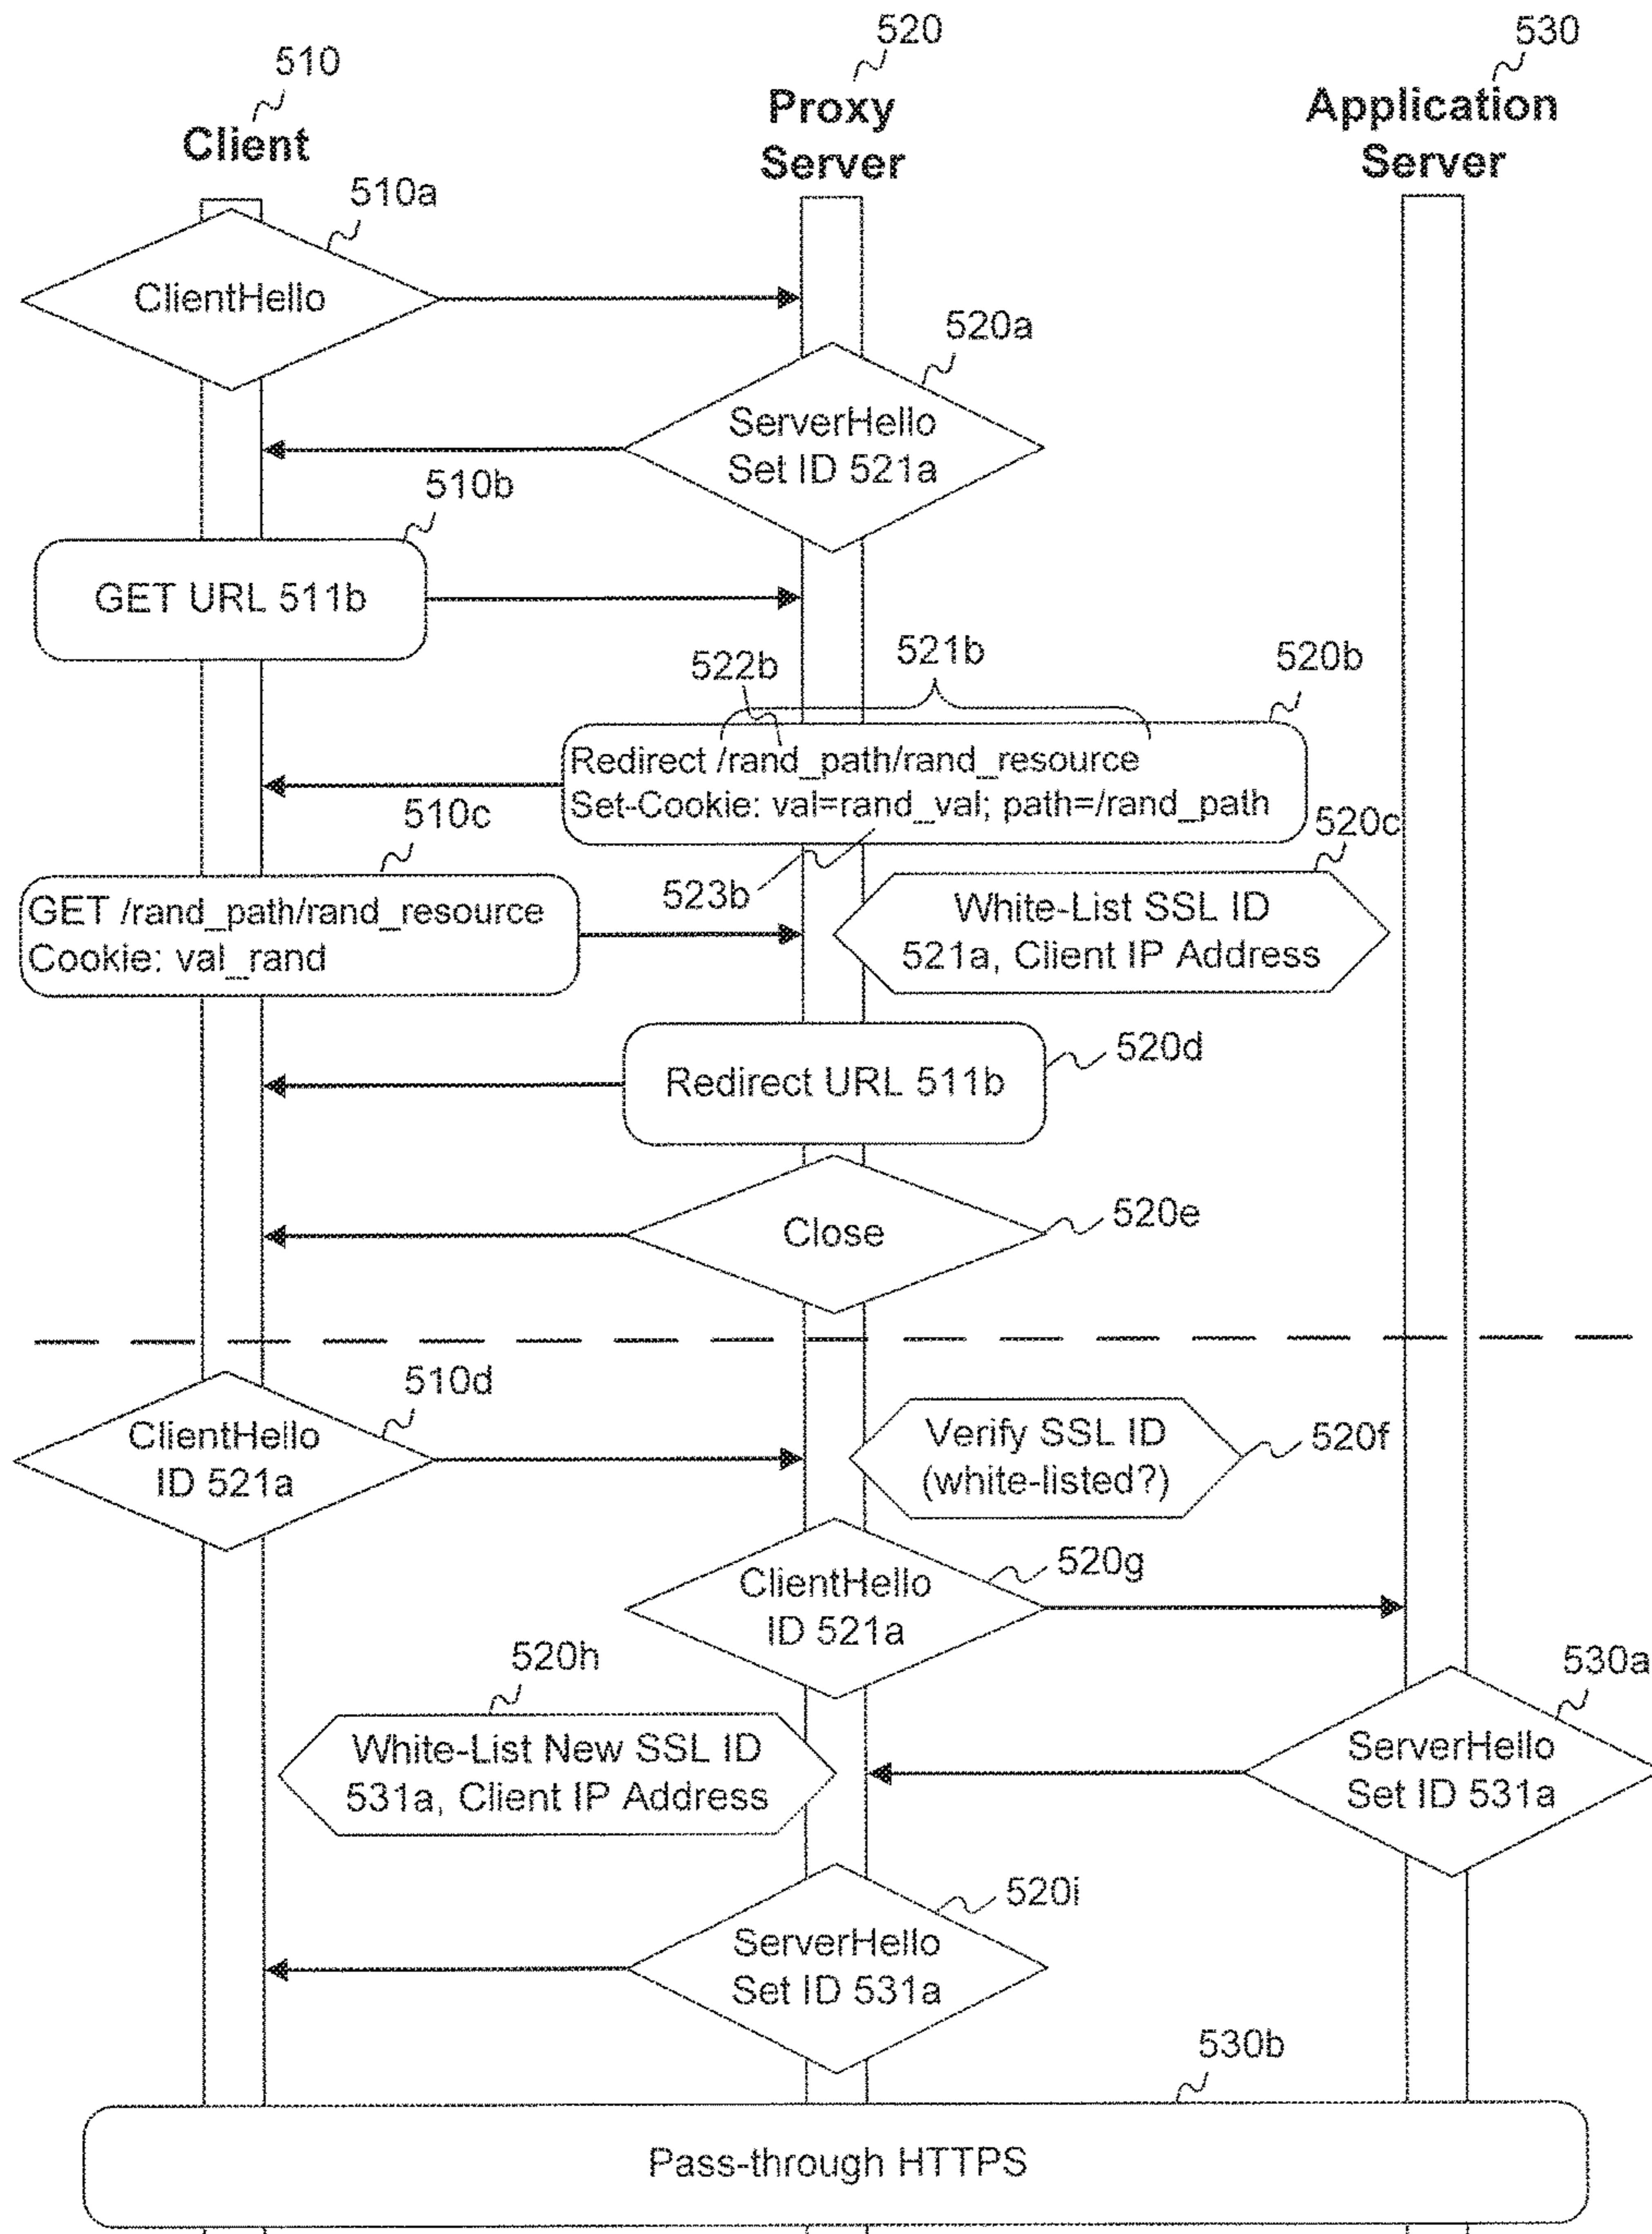 510
520
530
Client
Proxy
Server
Application
Server
510a
ClientHello
520a
ServerHello
Set ID 521a
510b
GET URL 511b
522b
521b
520b
Redirect /rand_path/rand_resource
Set-Cookie: val=rand_val; path=/rand_path
510c
523b
520c
GET /rand_path/rand_resource
Cookie: val_rand
White-List SSL ID
521a, Client IP Address
520d
Redirect URL 511b
520e
Close
510d
ClientHello
ID 521a
Verify SSL ID
(white-listed?)
520f
520g
ClientHello
ID 521a
520h
530a
White-List New SSL ID
531a, Client IP Address
ServerHello
Set ID 531a
520i
ServerHello
Set ID 531a
530b
Pass-through HTTPS